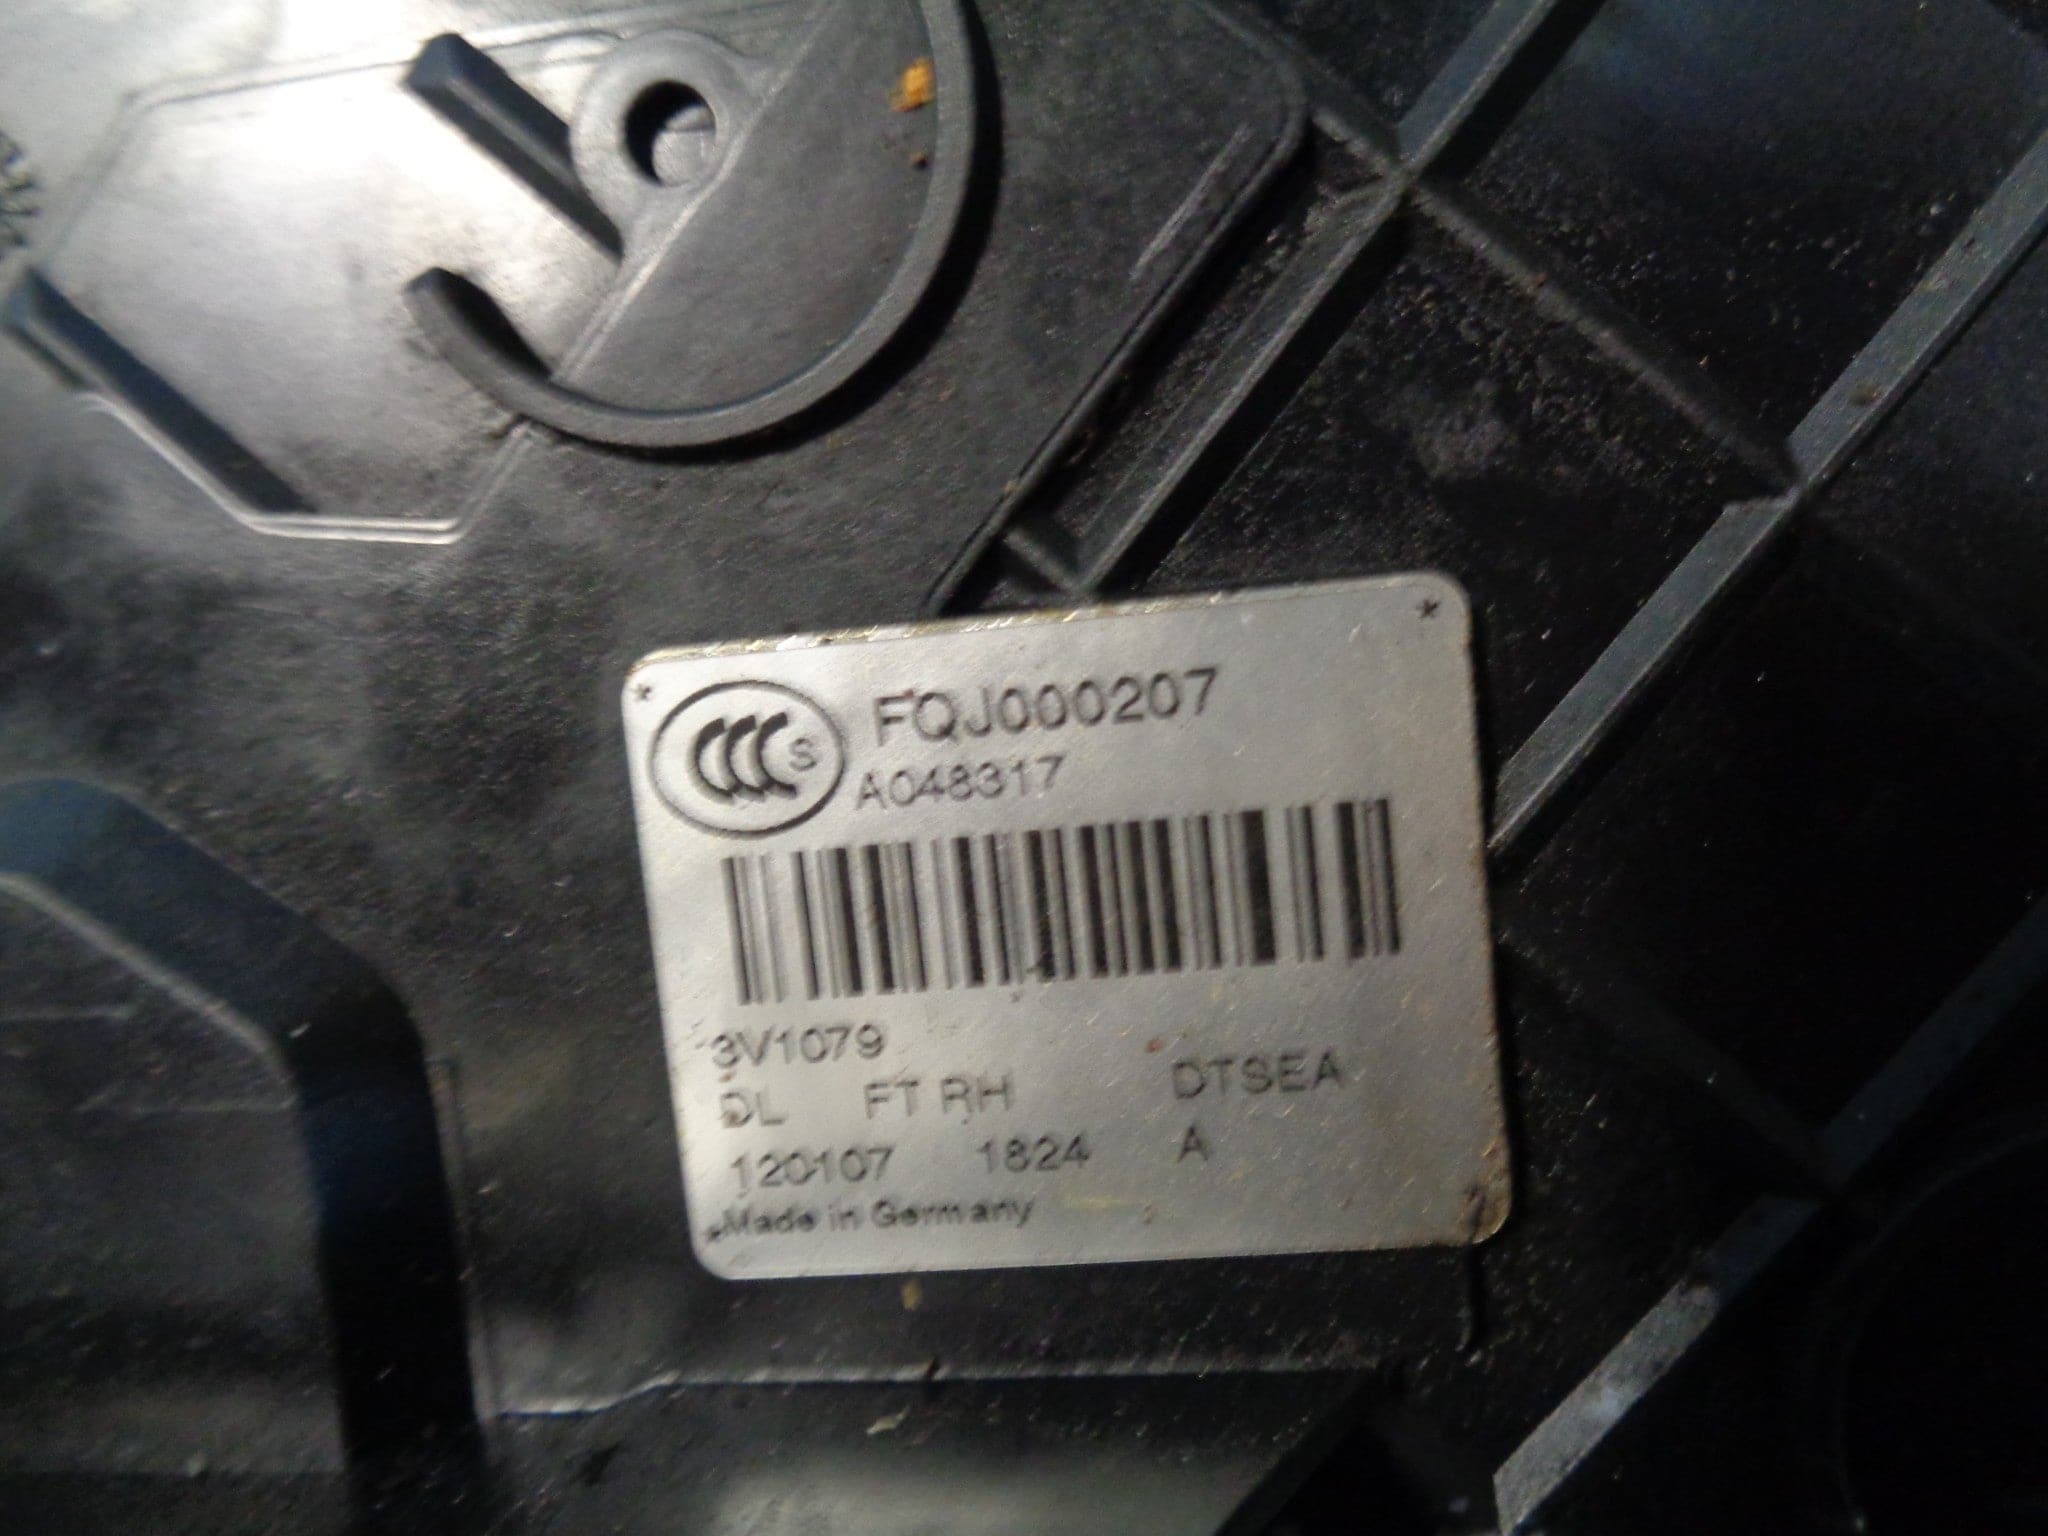 CCC S FQJ000207
A048317
3V1079
DL FT RH DTSEA
120107 1824 A
Made in Germany